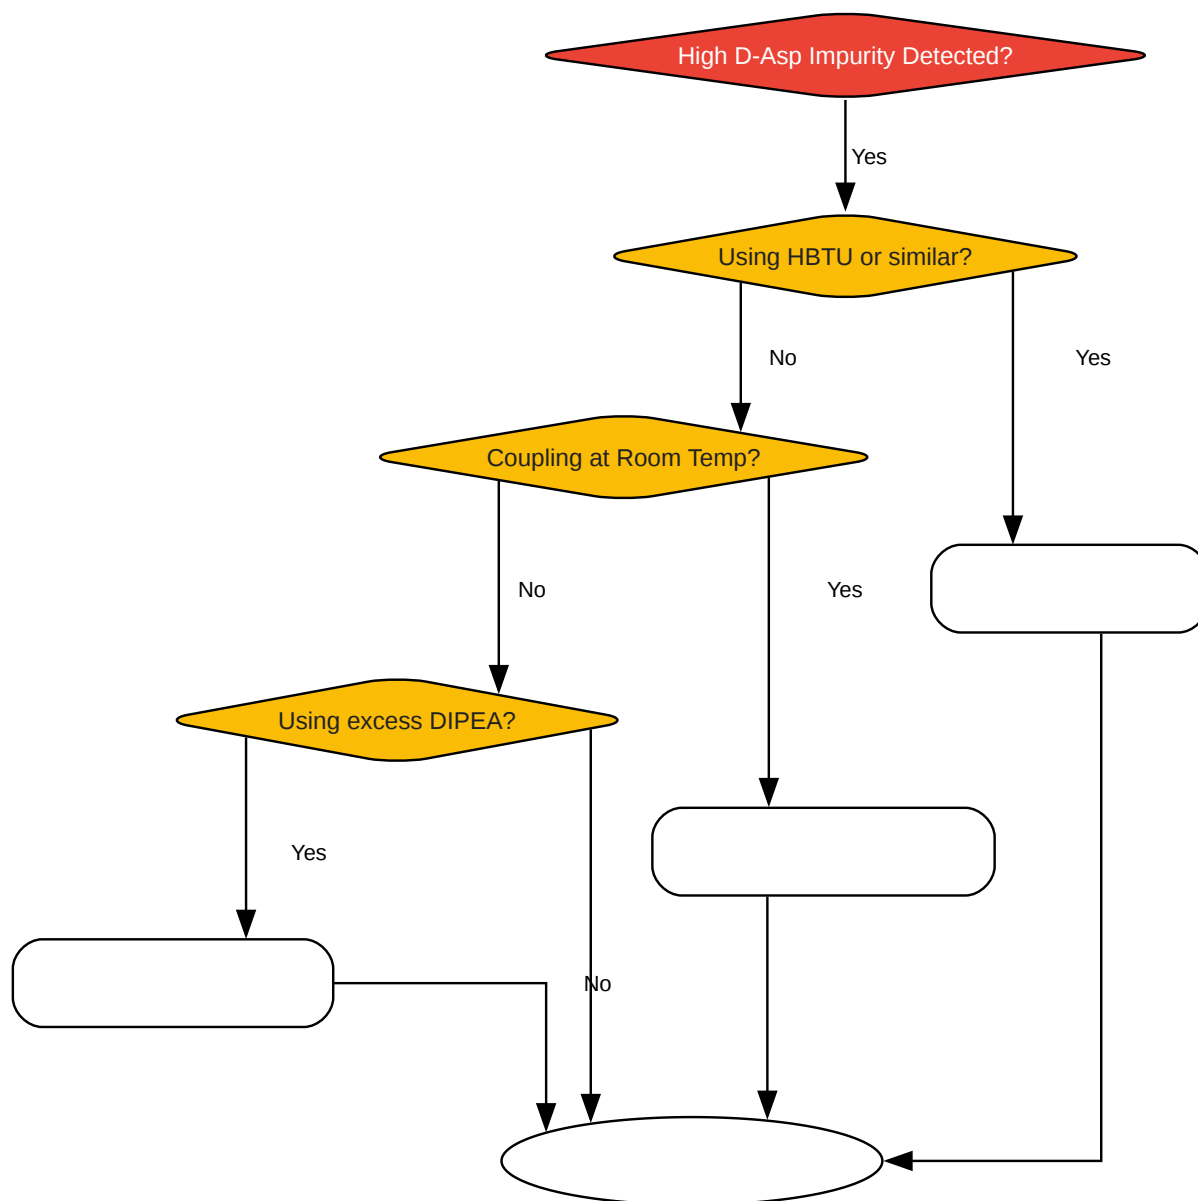 High D-Asp Impurity Detected?
Yes
Using HBTU or similar?
No
Yes
Coupling at Room Temp?
No
Yes
Using excess DIPEA?
Yes
No